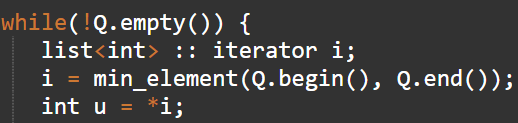 while(!Q.empty()) {
list<int> :: iterator i;
i = min_element(Q.begin(), Q.end());
int u = *i;